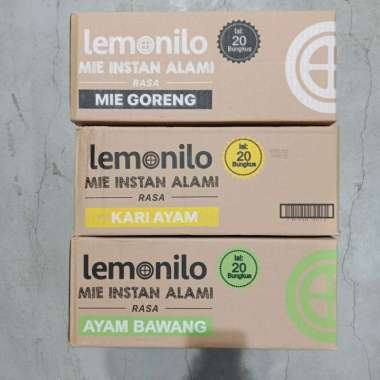 lemonilo
MIE INSTAN ALAMI
RASA
MIE GORENG
Isi:
20
Bungkus
lemonilo
MIE INSTAN ALAMI
RASA
KARI AYAM
Isi:
20
Bungkus
lemonilo
MIE INSTAN ALAMI
RASA
AYAM BAWANG
Isi:
20
Bungkus